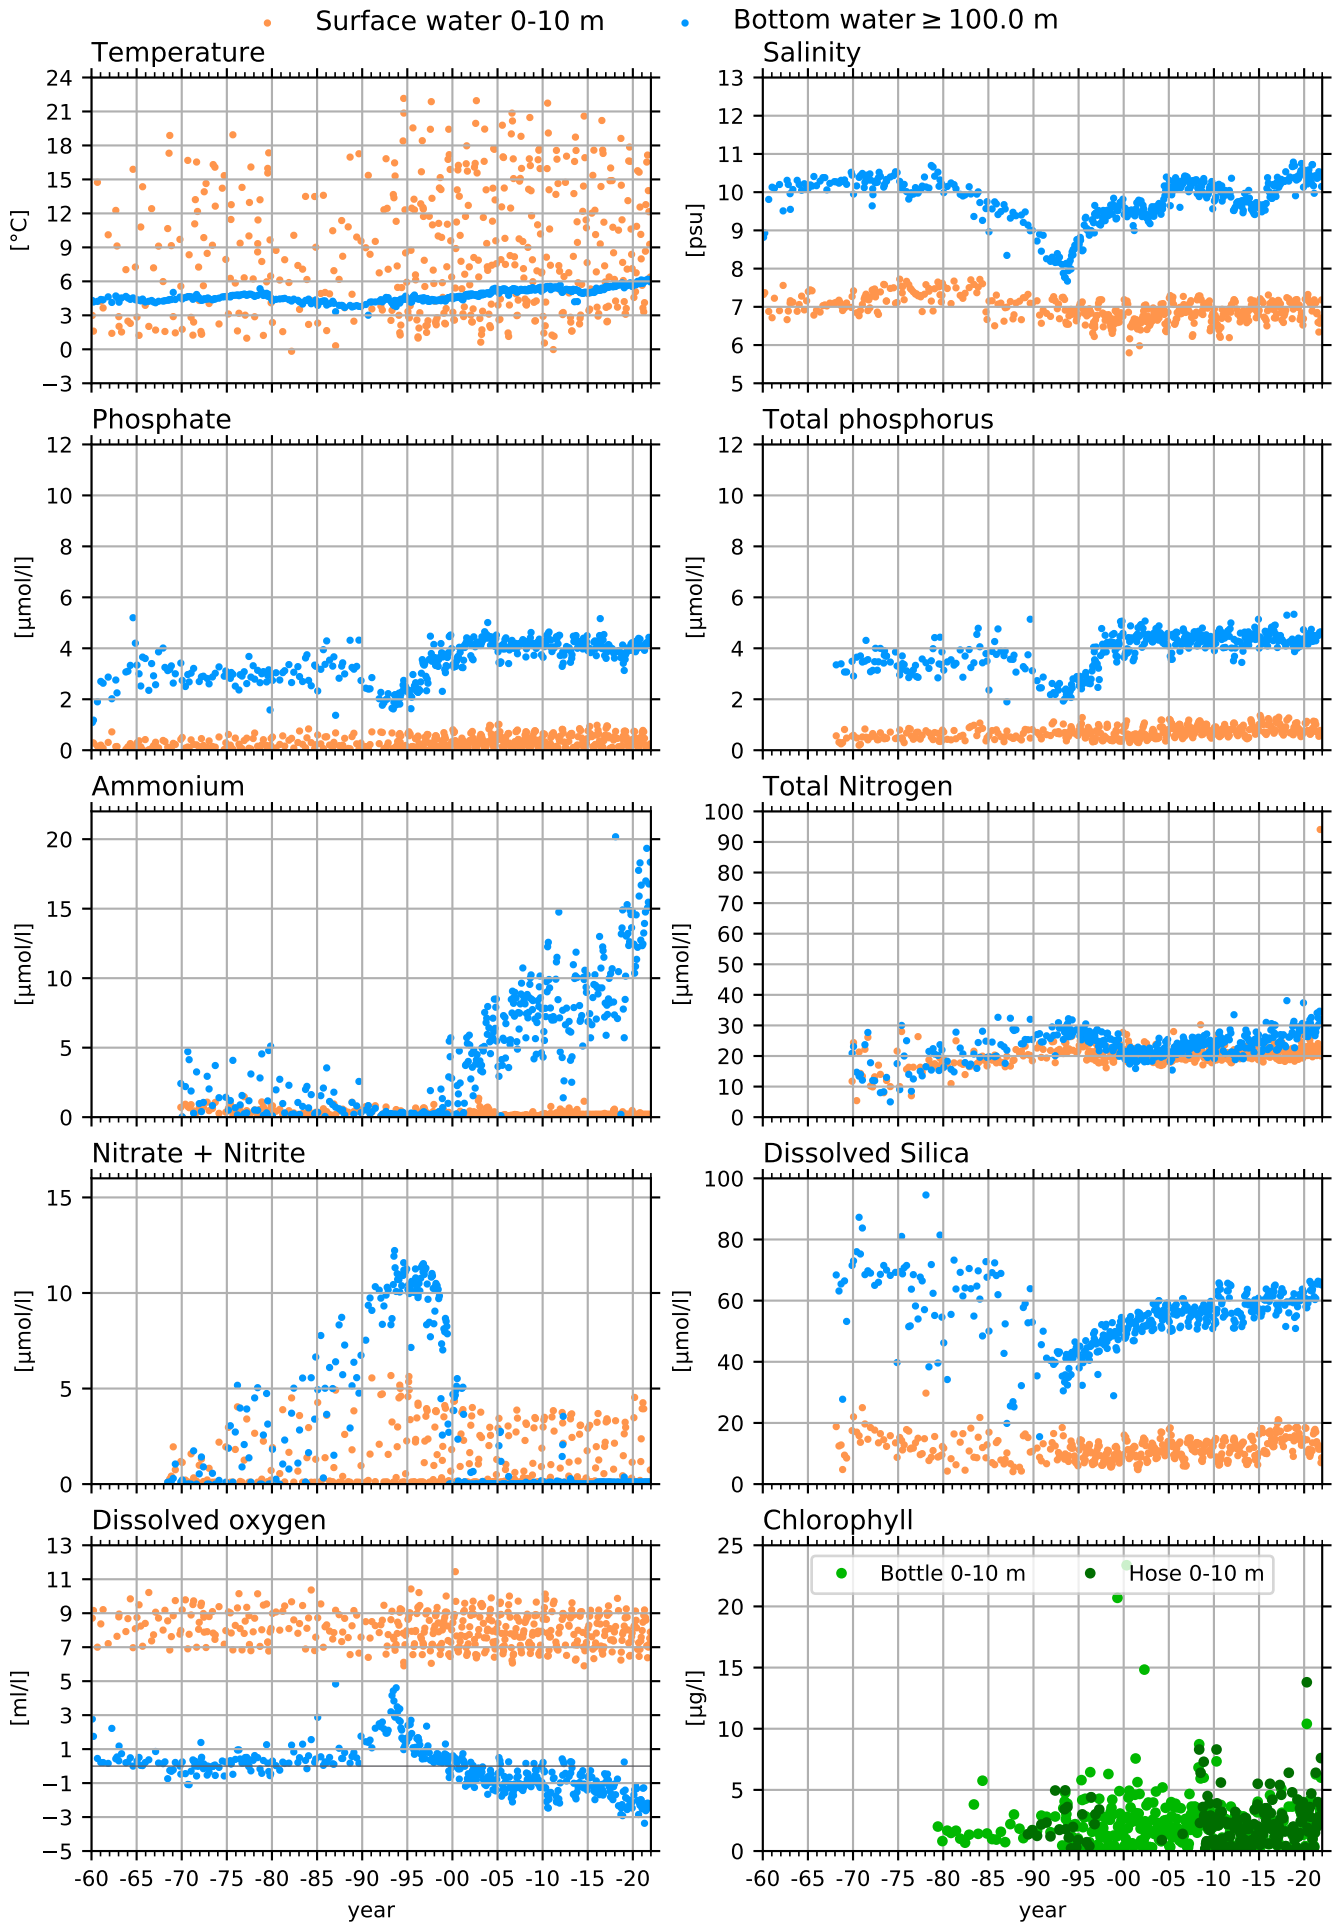 Surface water 0-10 m
Bottom water ≥ 100.0 m
Temperature
Salinity
24
21
18
15
12
9
6
3
0
−3
[°C]
13
12
11
10
9
8
7
6
5
[psu]
Phosphate
Total phosphorus
12
10
8
6
4
2
0
[µmol/l]
12
10
8
6
4
2
0
[µmol/l]
Ammonium
Total Nitrogen
20
15
10
5
0
[µmol/l]
100
90
80
70
60
50
40
30
20
10
0
[µmol/l]
Nitrate + Nitrite
Dissolved Silica
15
10
5
0
[µmol/l]
100
80
60
40
20
0
[µmol/l]
Dissolved oxygen
Chlorophyll
13
11
9
7
5
3
1
−1
−3
−5
[ml/l]
25
20
15
10
5
0
[µg/l]
Bottle 0-10 m
Hose 0-10 m
-60 -70 -75 -80 -85 -90 -95 -00 -05 -10 -15 -20
year
-60 -70 -75 -80 -85 -90 -95 -00 -05 -10 -15 -20
year